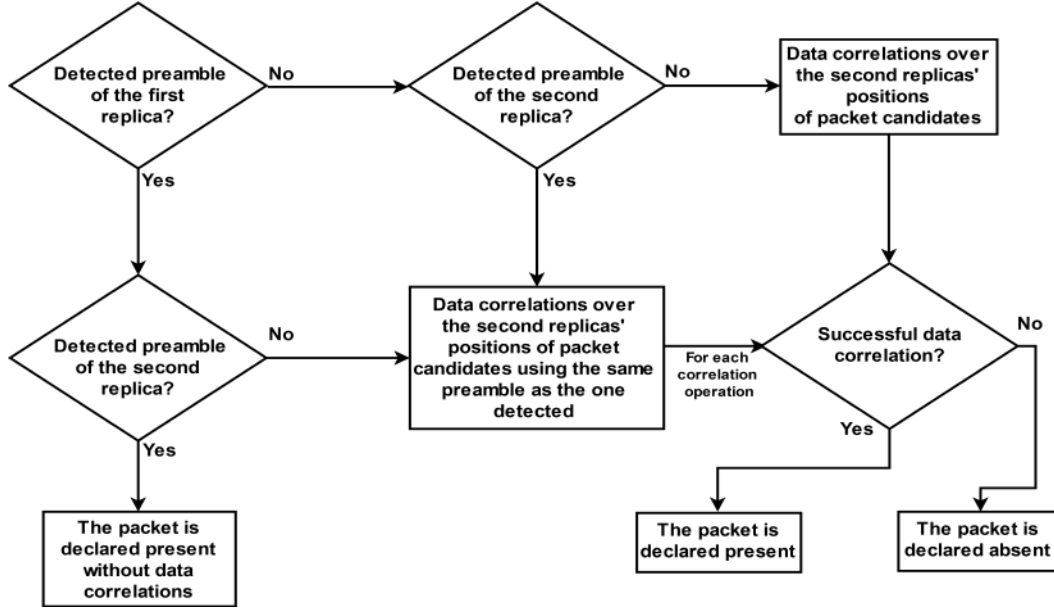 Detected preamble
of the first
replica?
No
Detected preamble
of the second
replica?
No
Data correlations over
the second replicas'
positions
of packet candidates
Yes
Yes
Detected preamble
of the second
replica?
No
Data correlations over
the second replicas'
positions of packet
candidates using the same
preamble as the one
detected
For each
correlation
operation
Successful data
correlation?
No
Yes
Yes
The packet is
declared present
without data
correlations
The packet is
declared present
The packet is
declared absent